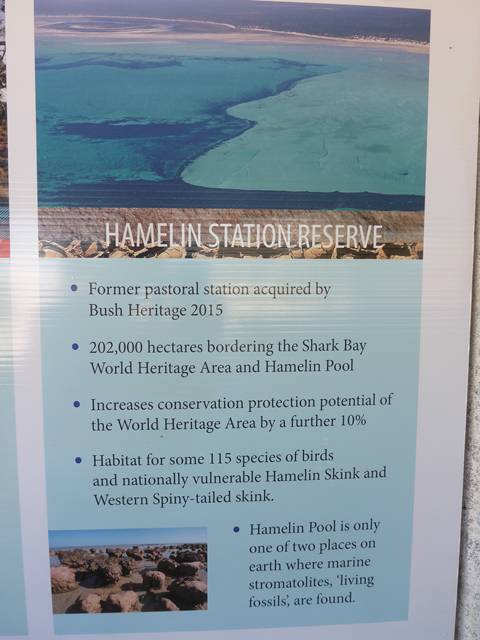 HAMELIN STATION RESERVE
• Former pastoral station acquired by
Bush Heritage 2015
• 202,000 hectares bordering the Shark Bay
World Heritage Area and Hamelin Pool
• Increases conservation protection potential of
the World Heritage Area by a further 10%
• Habitat for some 115 species of birds
and nationally vulnerable Hamelin Skink and
Western Spiny-tailed skink.
• Hamelin Pool is only
one of two places on
earth where marine
stromatolites, 'living
fossils', are found.